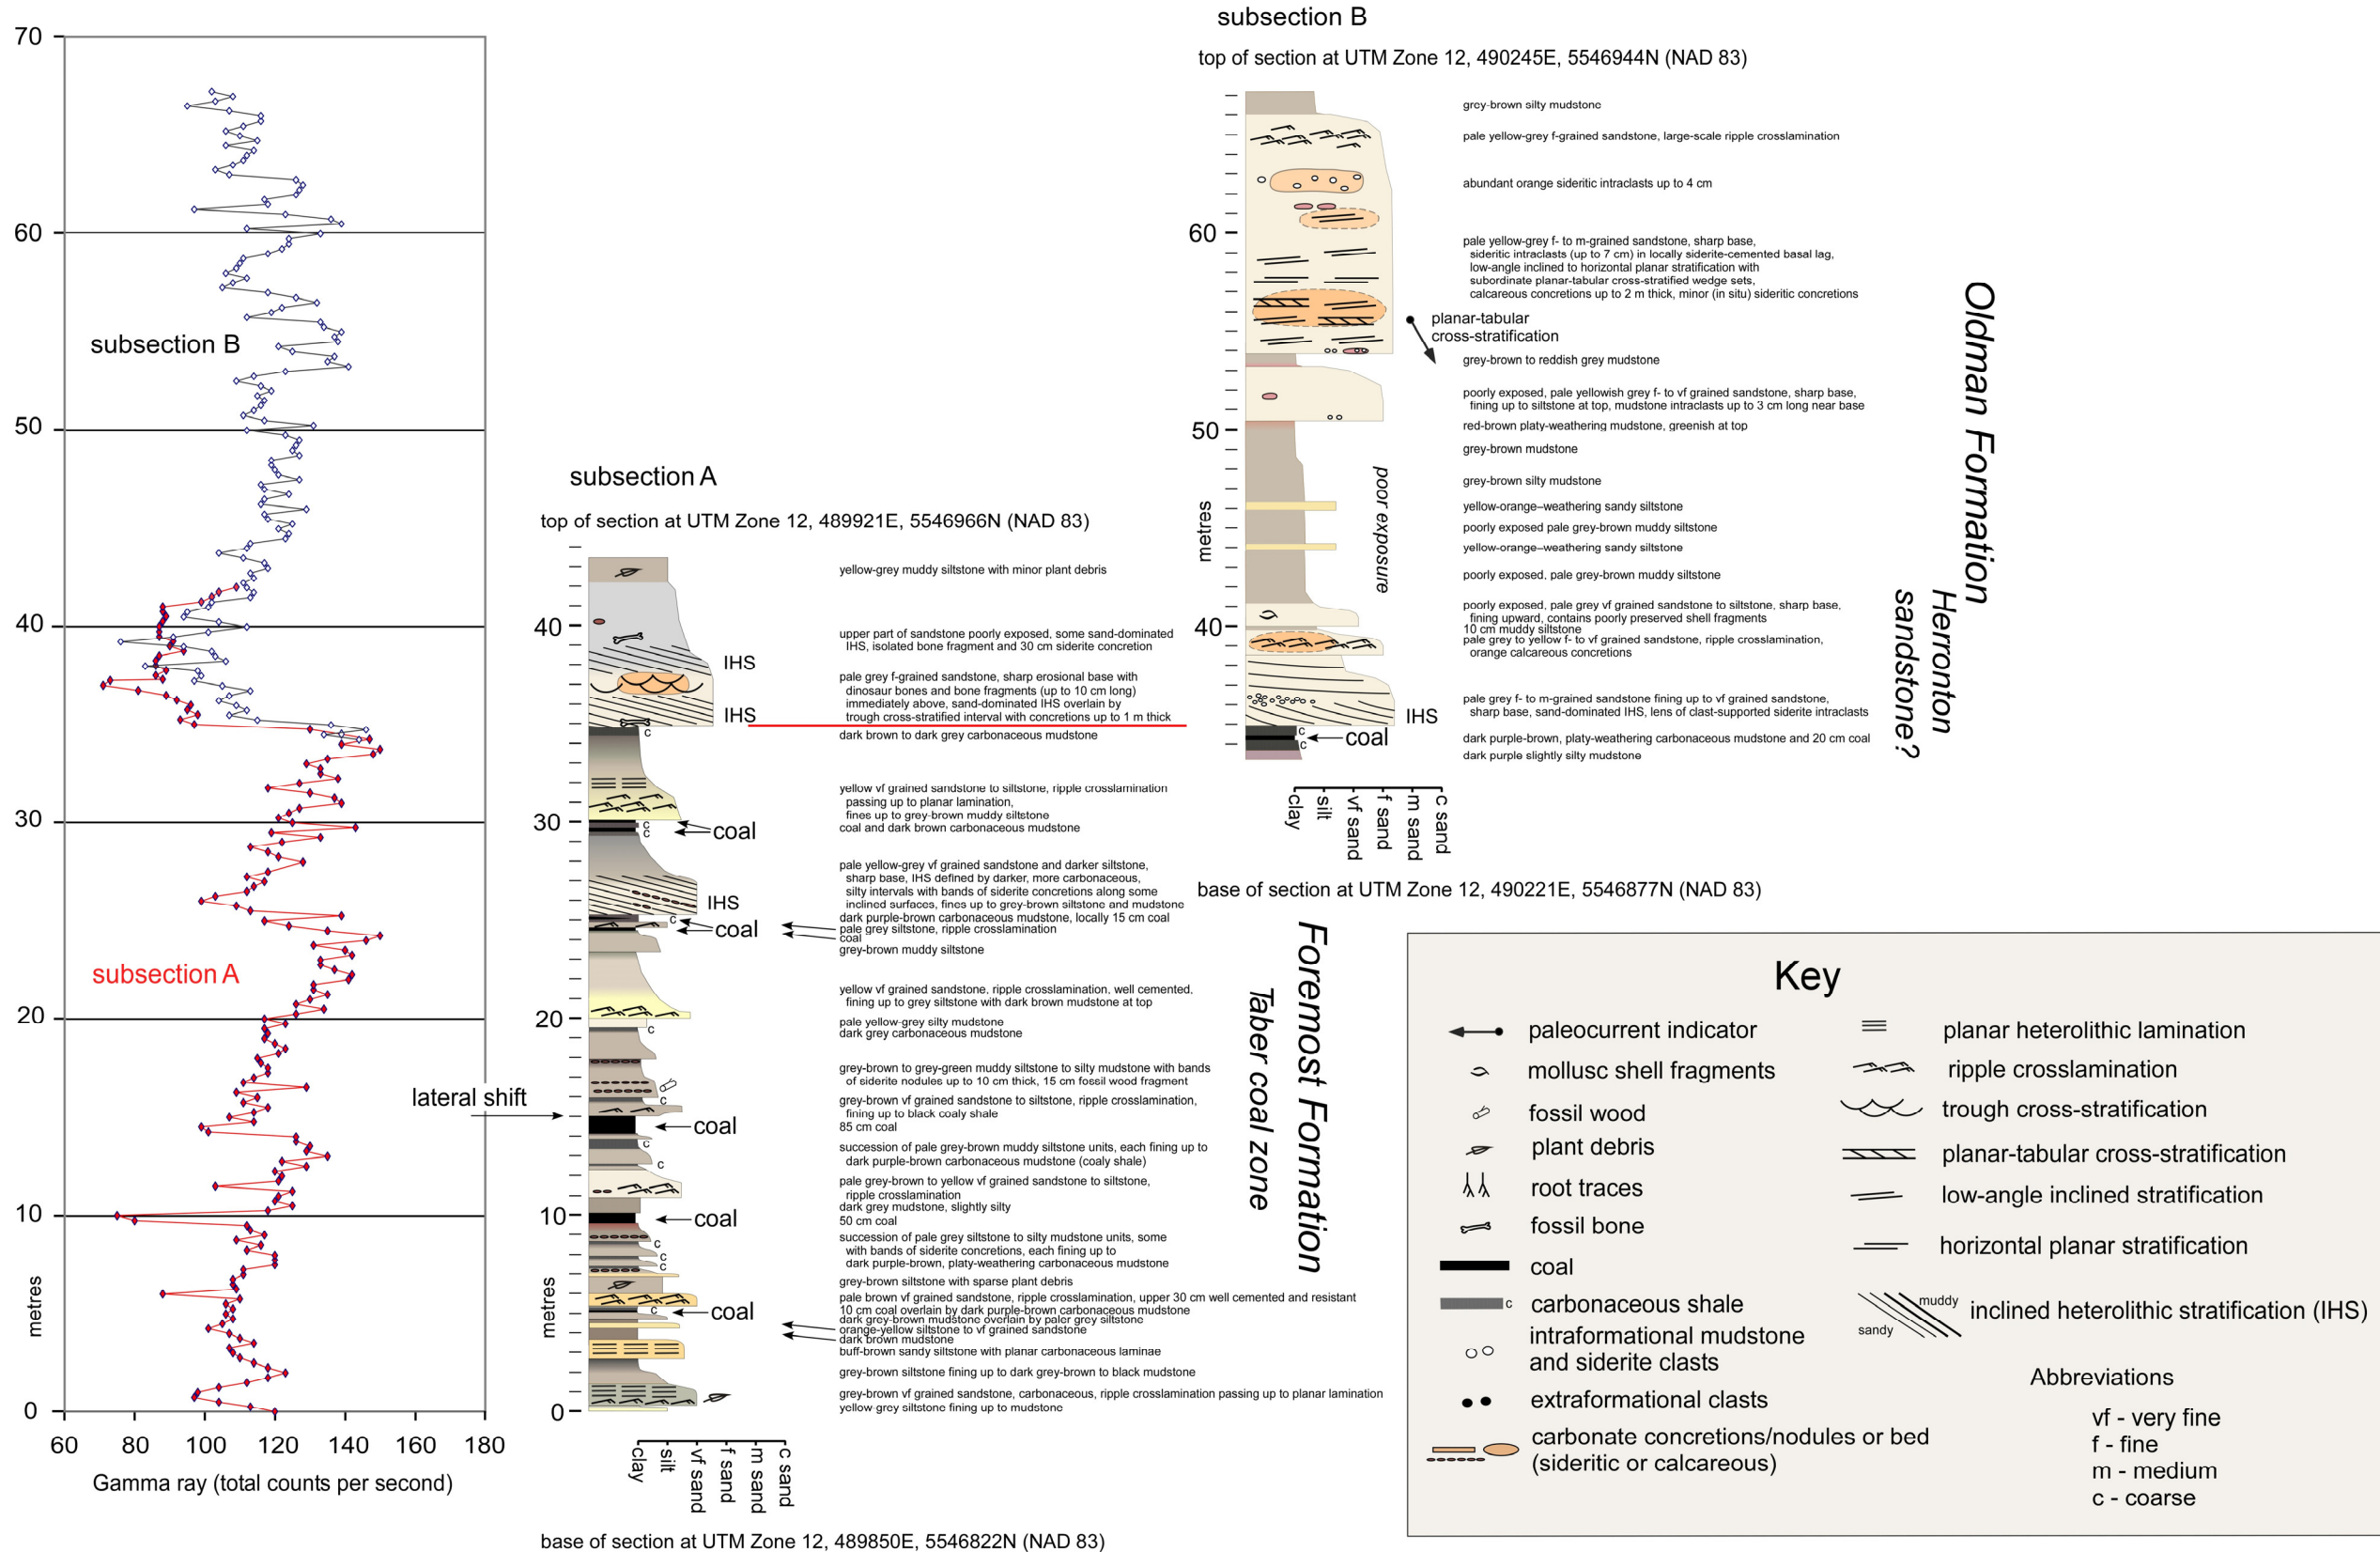 subsection B
top of section at UTM Zone 12, 490245E, 5546944N (NAD 83)
70
60
50
40
30
20
10
0
metres
60 80 100 120 140 160 180
Gamma ray (total counts per second)
subsection B
subsection A
lateral shift
subsection A
top of section at UTM Zone 12, 489921E, 5546966N (NAD 83)
40
30
20
10
0
metres
yellow-grey muddy siltstone with minor plant debris
upper part of sandstone poorly exposed, some sand-dominated
IHS, isolated bone fragment and 30 cm siderite concretion
IHS
pale grey f-grained sandstone, sharp erosional base with
dinosaur bones and bone fragments (up to 10 cm long)
immediately above, sand-dominated IHS overlain by
trough cross-stratified interval with concretions up to 1 m thick
IHS
c
dark brown to dark grey carbonaceous mudstone
yellow vf grained sandstone to siltstone, ripple crosslamination
passing up to planar lamination,
fines up to grey-brown muddy siltstone
c
c
coal
coal and dark brown carbonaceous mudstone
pale yellow-grey vf grained sandstone and darker siltstone,
sharp base, IHS defined by darker, more carbonaceous,
silty intervals with bands of siderite concretions along some
inclined surfaces, fines up to grey-brown siltstone and mudstone
IHS
c
dark purple-brown carbonaceous mudstone, locally 15 cm coal
coal
pale grey siltstone, ripple crosslamination
coal
grey-brown muddy siltstone
yellow vf grained sandstone, ripple crosslamination, well cemented,
fining up to grey siltstone with dark brown mudstone at top
pale yellow-grey silty mudstone
c
dark grey carbonaceous mudstone
grey-brown to grey-green muddy siltstone to silty mudstone with bands
of siderite nodules up to 10 cm thick, 15 cm fossil wood fragment
c
grey-brown vf grained sandstone to siltstone, ripple crosslamination,
fining up to black coaly shale
c
coal
85 cm coal
c
succession of pale grey-brown muddy siltstone units, each fining up to
dark purple-brown carbonaceous mudstone (coaly shale)
c
pale grey-brown to yellow vf grained sandstone to siltstone,
ripple crosslamination
dark grey mudstone, slightly silty
coal
50 cm coal
succession of pale grey siltstone to silty mudstone units, some
with bands of siderite concretions, each fining up to
dark purple-brown, platy-weathering carbonaceous mudstone
c
c
c
grey-brown siltstone with sparse plant debris
pale brown vf grained sandstone, ripple crosslamination, upper 30 cm well cemented and resistant
c
coal
10 cm coal overlain by dark purple-brown carbonaceous mudstone
dark grey-brown mudstone overlain by paler grey siltstone
orange-yellow siltstone to vf grained sandstone
dark brown mudstone
buff-brown sandy siltstone with planar carbonaceous laminae
grey-brown siltstone fining up to dark grey-brown to black mudstone
grey-brown vf grained sandstone, carbonaceous, ripple crosslamination passing up to planar lamination
yellow grey siltstone fining up to mudstone
clay
silt
vf sand
f sand
m sand
c sand
base of section at UTM Zone 12, 489850E, 5546822N (NAD 83)
Foremost Formation
Taber coal zone
60
50
40
metres
grey-brown silty mudstone
pale yellow-grey f-grained sandstone, large-scale ripple crosslamination
abundant orange sideritic intraclasts up to 4 cm
pale yellow-grey f- to m-grained sandstone, sharp base,
sideritic intraclasts (up to 7 cm) in locally siderite-cemented basal lag,
low-angle inclined to horizontal planar stratification with
subordinate planar-tabular cross-stratified wedge sets,
calcareous concretions up to 2 m thick, minor (in situ) sideritic concretions
planar-tabular
cross-stratification
grey-brown to reddish grey mudstone
poorly exposed, pale yellowish grey f- to vf grained sandstone, sharp base,
fining up to siltstone at top, mudstone intraclasts up to 3 cm long near base
red-brown platy-weathering mudstone, greenish at top
grey-brown mudstone
grey-brown silty mudstone
poor exposure
yellow-orange–weathering sandy siltstone
poorly exposed pale grey-brown muddy siltstone
yellow-orange–weathering sandy siltstone
poorly exposed, pale grey-brown muddy siltstone
poorly exposed, pale grey vf grained sandstone to siltstone, sharp base,
fining upward, contains poorly preserved shell fragments
10 cm muddy siltstone
pale grey to yellow f- to vf grained sandstone, ripple crosslamination,
orange calcareous concretions
pale grey f- to m-grained sandstone fining up to vf grained sandstone,
sharp base, sand-dominated IHS, lens of clast-supported siderite intraclasts
IHS
c
coal
dark purple-brown, platy-weathering carbonaceous mudstone and 20 cm coal
c
dark purple slightly silty mudstone
clay
silt
vf sand
f sand
m sand
c sand
base of section at UTM Zone 12, 490221E, 5546877N (NAD 83)
Oldman Formation
Herronton
sandstone?
Key
paleocurrent indicator
mollusc shell fragments
fossil wood
plant debris
root traces
fossil bone
coal
c carbonaceous shale
intraformational mudstone
and siderite clasts
extraformational clasts
carbonate concretions/nodules or bed
(sideritic or calcareous)
planar heterolithic lamination
ripple crosslamination
trough cross-stratification
planar-tabular cross-stratification
low-angle inclined stratification
horizontal planar stratification
muddy
sandy
inclined heterolithic stratification (IHS)
Abbreviations
vf - very fine
f - fine
m - medium
c - coarse